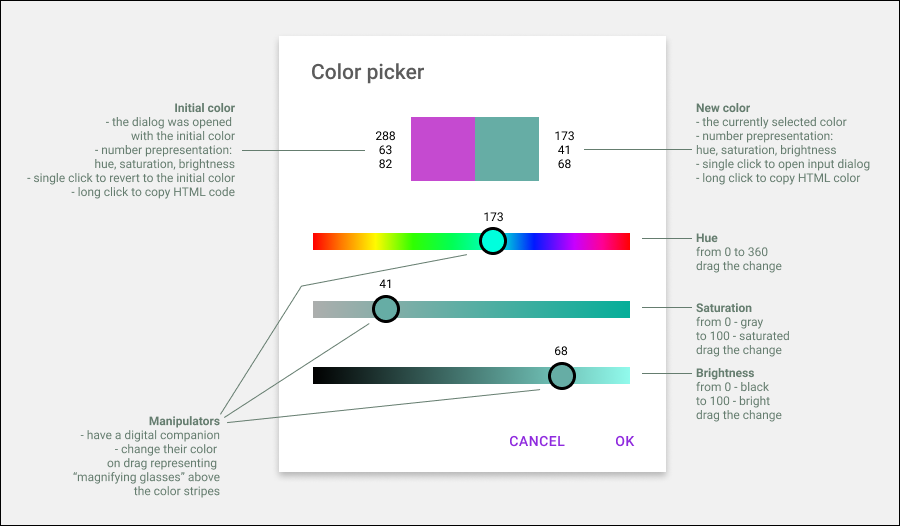 Color picker
Initial color
- the dialog was opened
with the initial color
- number prepresentation:
hue, saturation, brightness
- single click to revert to the initial color
- long click to copy HTML code
288
63
82
173
41
68
New color
- the currently selected color
- number prepresentation:
hue, saturation, brightness
- single click to open input dialog
- long click to copy HTML color
173
Hue
from 0 to 360
drag the change
41
Saturation
from 0 - gray
to 100 - saturated
drag the change
68
Brightness
from 0 - black
to 100 - bright
drag the change
Manipulators
- have a digital companion
- change their color
on drag representing
“magnifying glasses” above
the color stripes
CANCEL OK